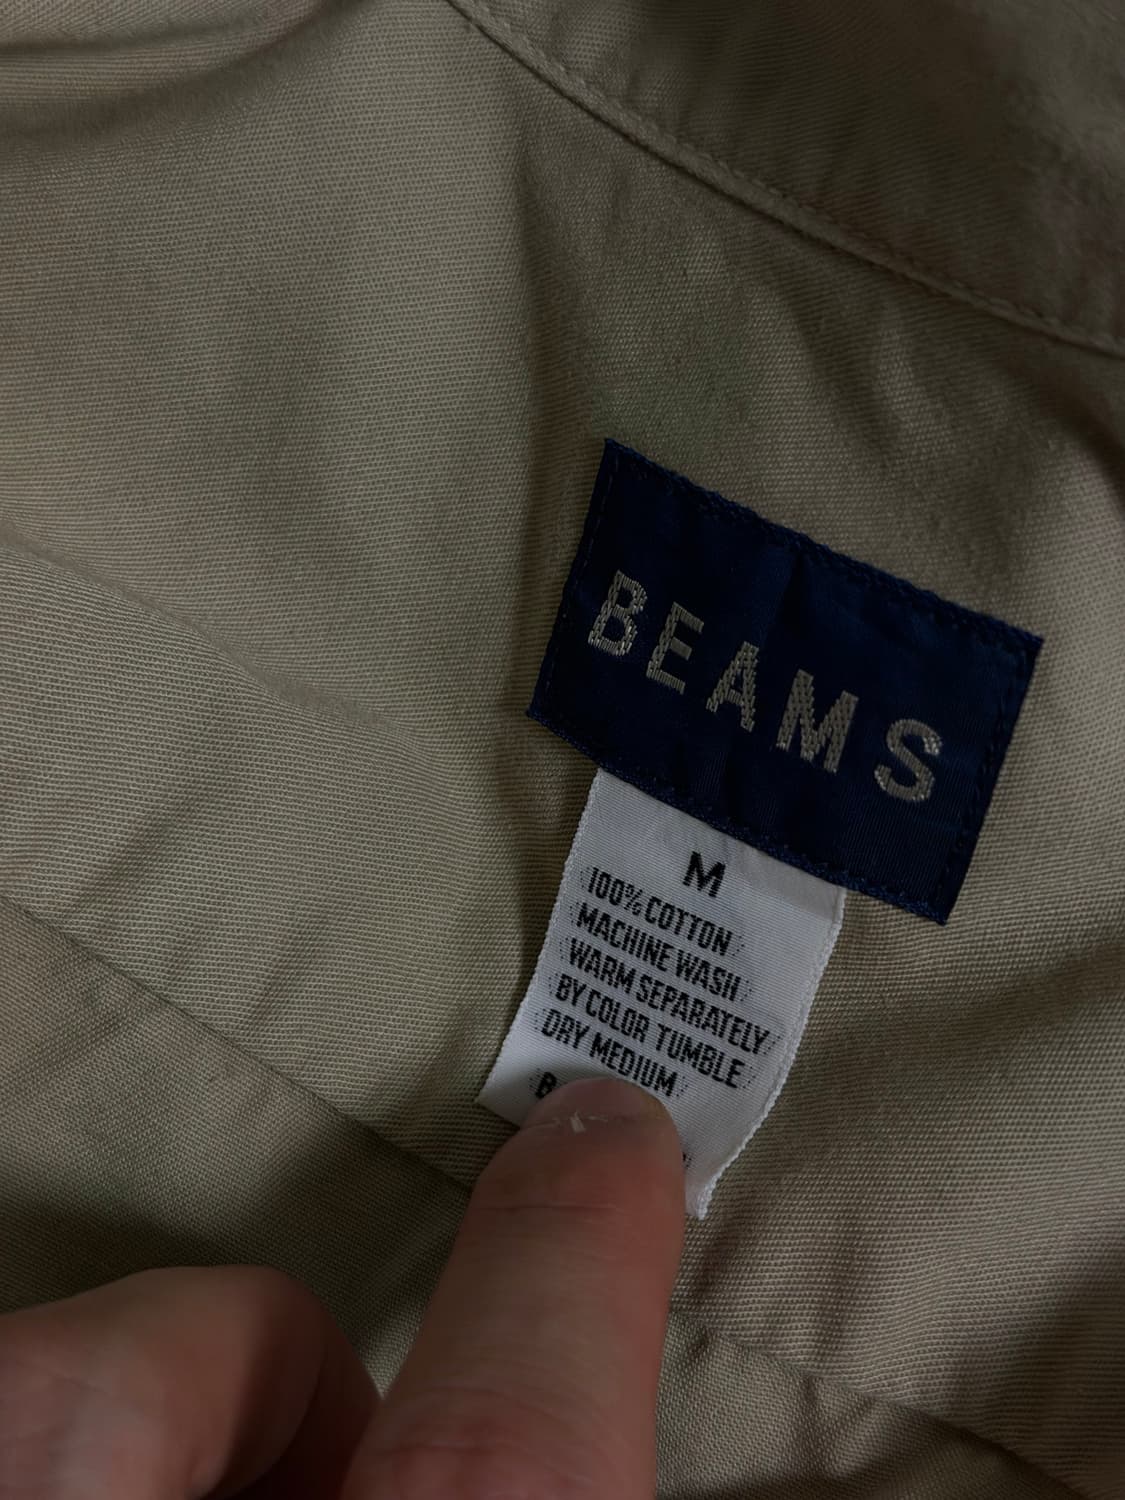 BEAMS
M
100% COTTON
MACHINE WASH
WARM SEPARATELY
BY COLOR TUMBLE
DRY MEDIUM